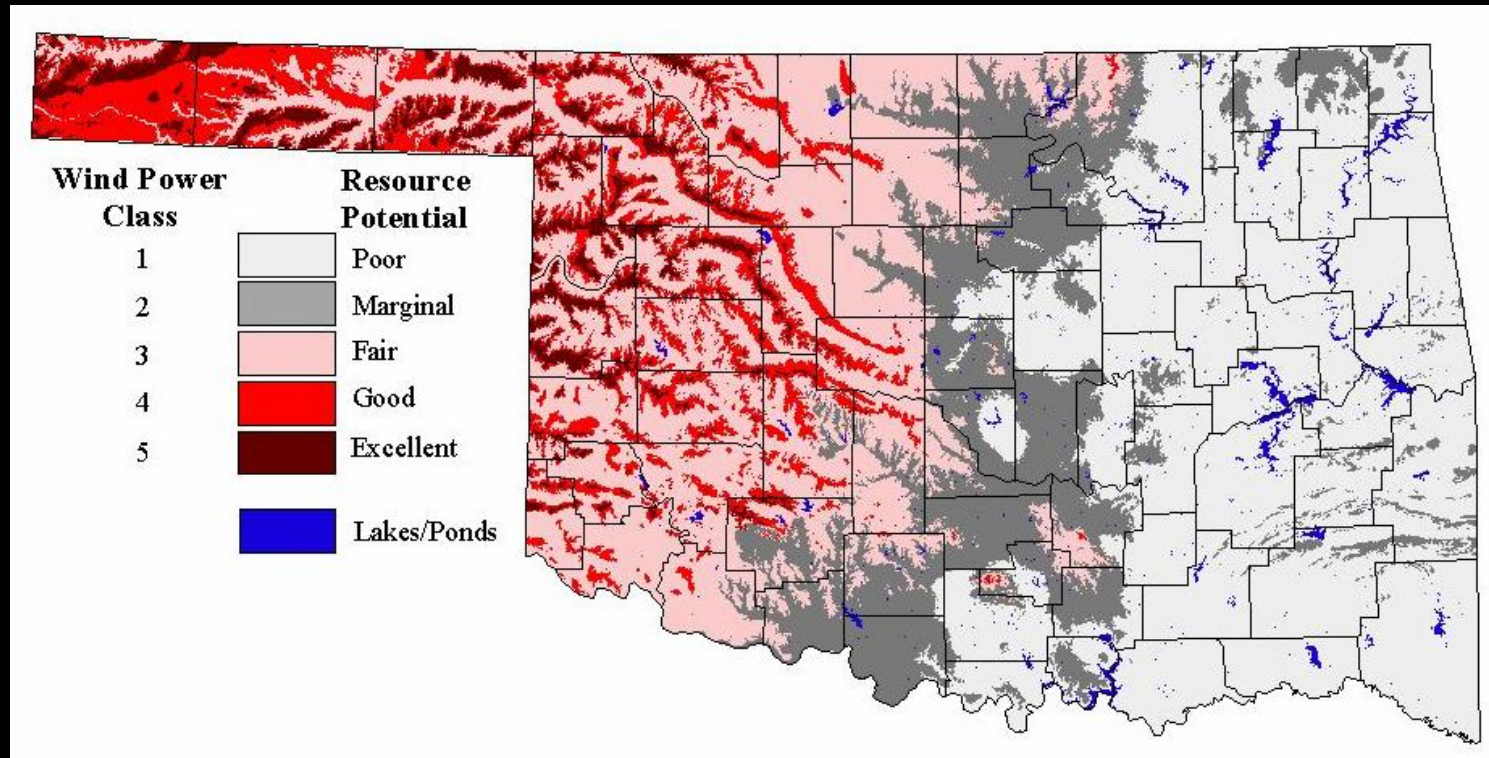 Wind Power Resource
Class Potential
1 Poor
2 Marginal
3 Fair
4 Good
5 Excellent
Lakes/Ponds